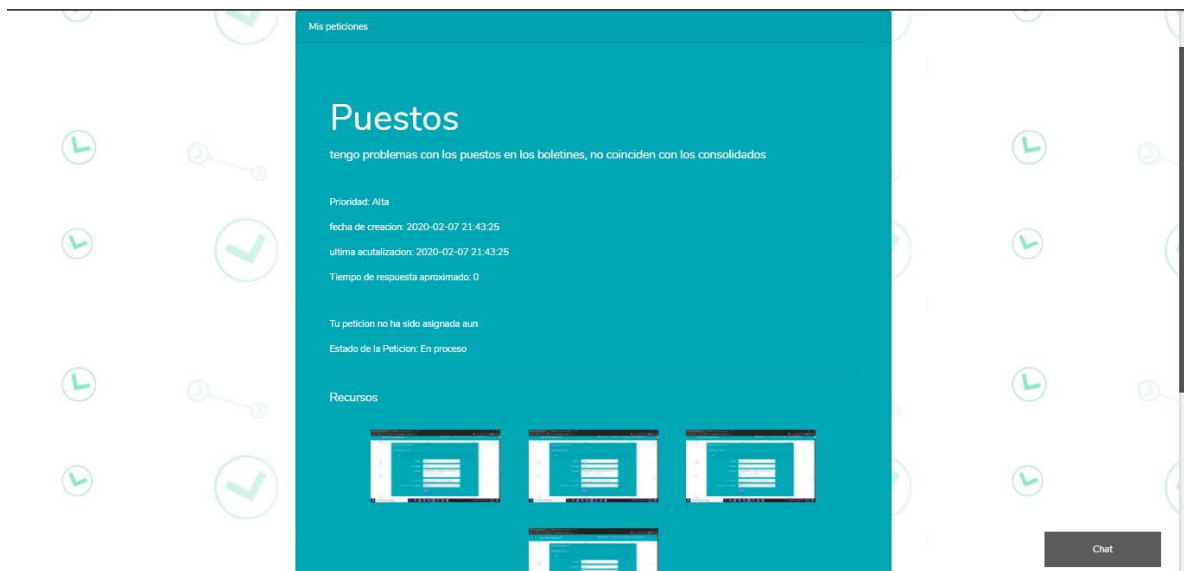 Mis peticiones
Puestos
tengo problemas con los puestos en los boletines, no coinciden con los consolidados
Prioridad: Alta
fecha de creacion: 2020-02-07 21:43:25
ultima acutalizacion: 2020-02-07 21:43:25
Tiempo de respuesta aproximado: 0
Tu peticion no ha sido asignada aun
Estado de la Peticion: En proceso
Recursos
Chat